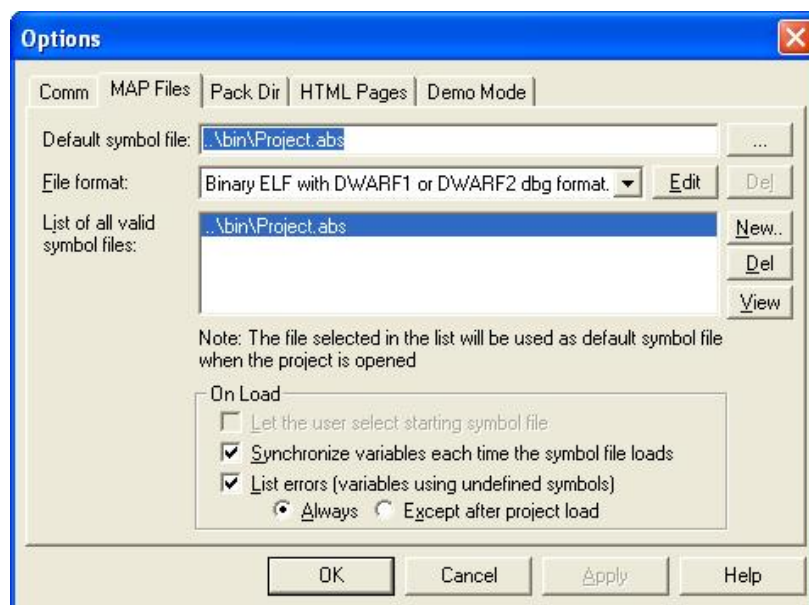 Options
Comm MAP Files Pack Dir HTML Pages Demo Mode
Default symbol file: ..\bin\Project.abs ...
File format: Binary ELF with DWARF1 or DWARF2 dbg format. Edit Del
List of all valid
symbol files:
..\bin\Project.abs
New..
Del
View
Note: The file selected in the list will be used as default symbol file
when the project is opened
On Load
Let the user select starting symbol file
Synchronize variables each time the symbol file loads
List errors (variables using undefined symbols)
Always Except after project load
OK Cancel Apply Help